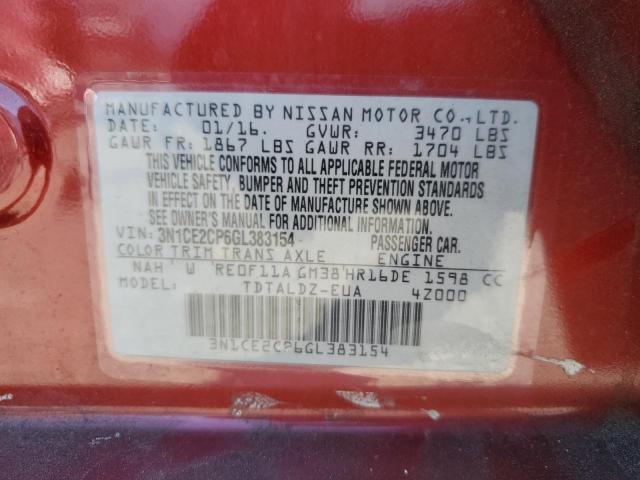 MANUFACTURED BY NISSAN MOTOR CO., LTD.
DATE: 01/16. GVWR: 3470 LBS
GAWR FR: 1867 LBS GAWR RR: 1704 LBS
THIS VEHICLE CONFORMS TO ALL APPLICABLE FEDERAL MOTOR
VEHICLE SAFETY, BUMPER AND THEFT PREVENTION STANDARDS
IN EFFECT ON THE DATE OF MANUFACTURE SHOWN ABOVE.
SEE OWNER'S MANUAL FOR ADDITIONAL INFORMATION.
VIN: 3N1CE2CP6GL383154 PASSENGER CAR.
COLOR TRIM TRANS AXLE ENGINE
NAH W RE0F11A GM38 HR16DE 1598 CC
MODEL: TDTALDZ-EUA 4Z000
3N1CE2CP6GL383154